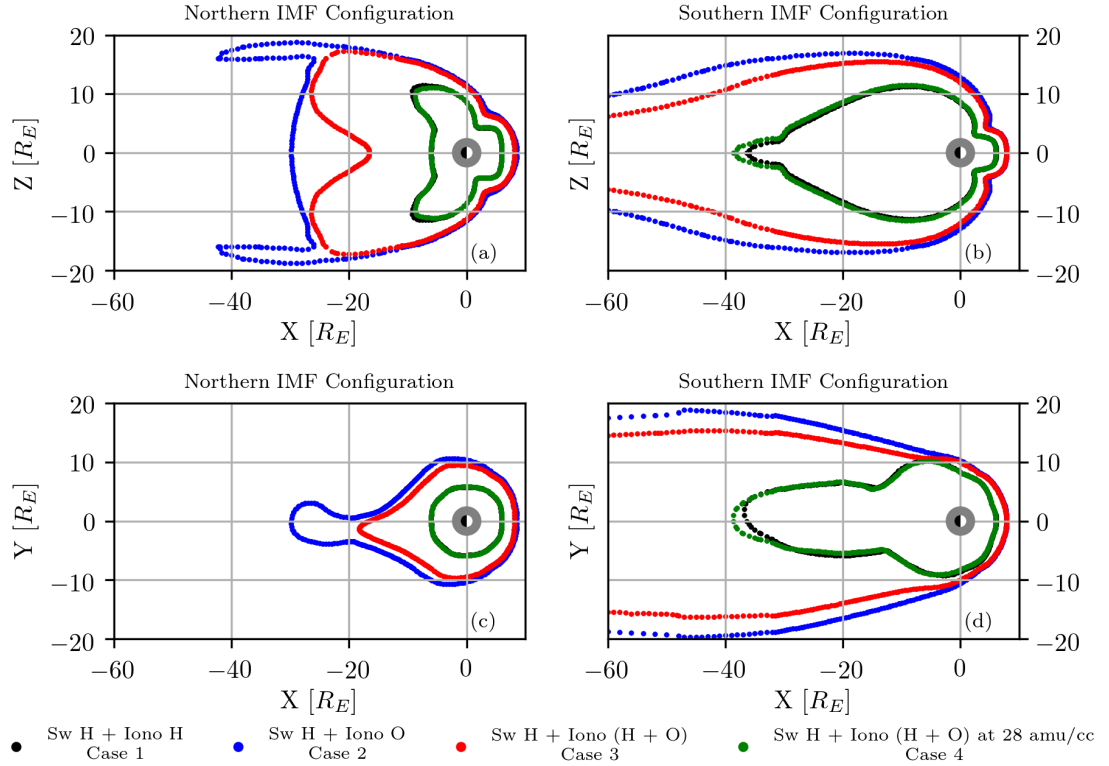 Northern IMF Configuration
Southern IMF Configuration
20
10
0
−10
−20
Z [R_E]
(a)
−60
−40
−20
0
X [R_E]
Z [R_E]
(b)
20
10
0
−10
−20
−60
−40
−20
0
X [R_E]
Northern IMF Configuration
Southern IMF Configuration
20
10
0
−10
−20
Y [R_E]
(c)
−60
−40
−20
0
X [R_E]
Y [R_E]
(d)
20
10
0
−10
−20
−60
−40
−20
0
X [R_E]
Sw H + Iono H
Case 1
Sw H + Iono O
Case 2
Sw H + Iono (H + O)
Case 3
Sw H + Iono (H + O) at 28 amu/cc
Case 4